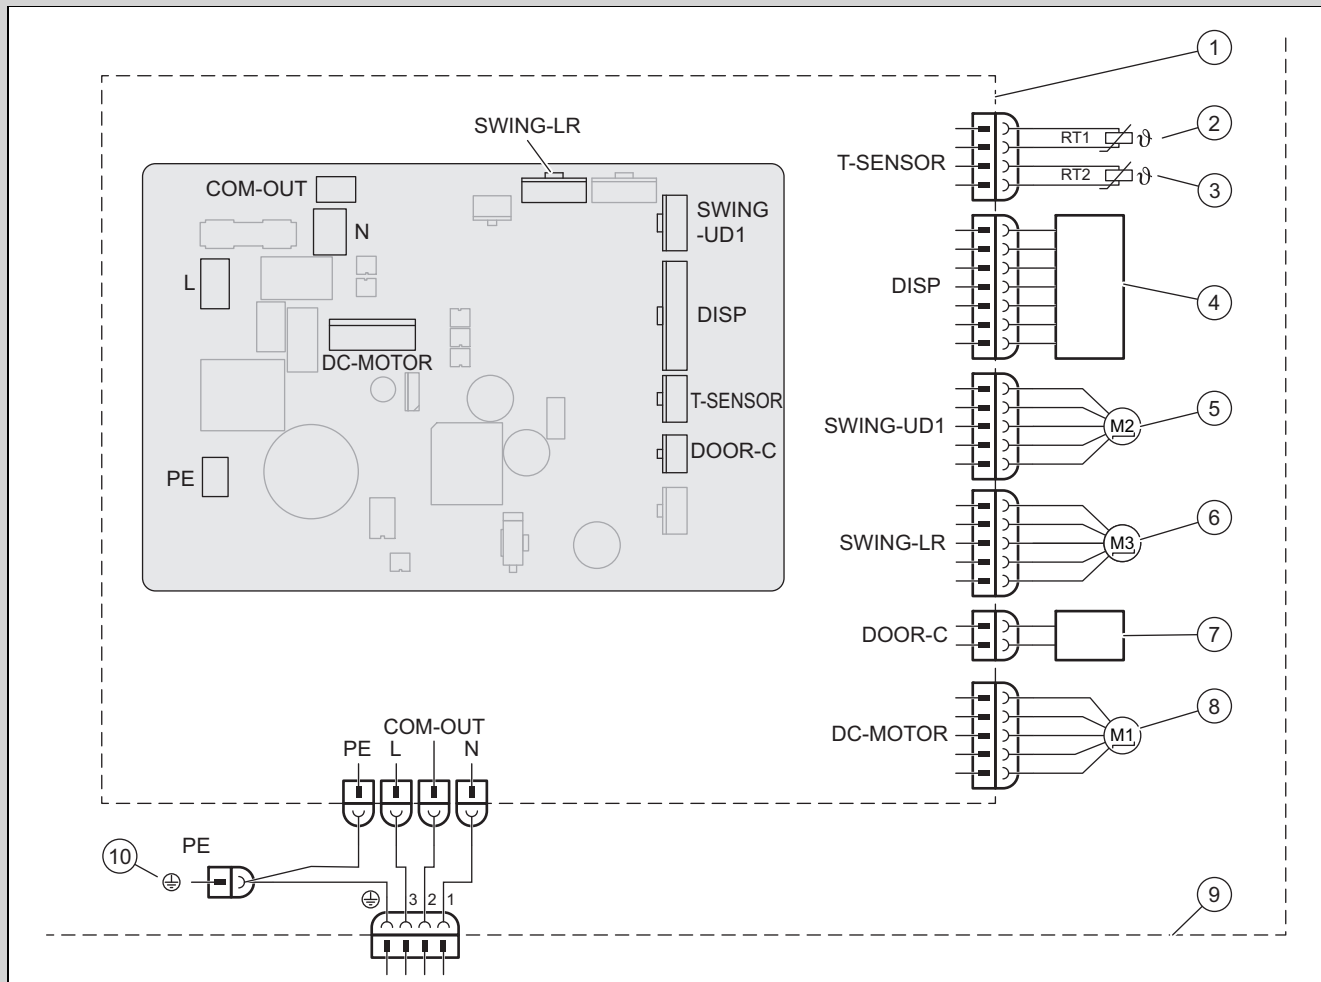 1
SWING-LR
2
RT1 ϑ
T-SENSOR
RT2 ϑ
3
COM-OUT
SWING
-UD1
N
L
DISP
4
DISP
DC-MOTOR
T-SENSOR
SWING-UD1
M2
5
DOOR-C
PE
SWING-LR
M3
6
DOOR-C
7
COM-OUT
PE L N
DC-MOTOR
M1
8
PE
10
3 2 1
9